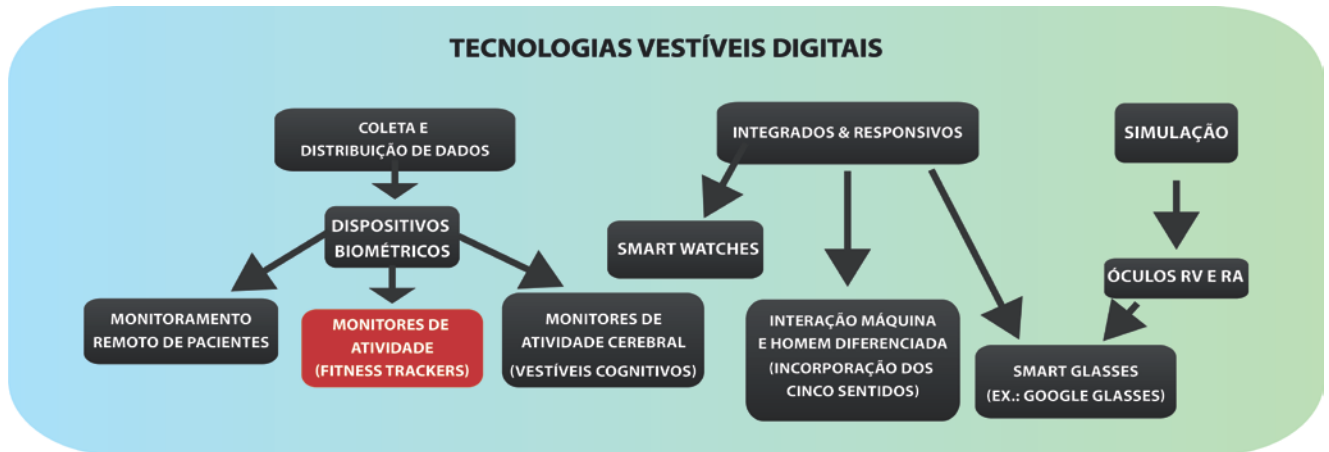 TECNOLOGIAS VESTÍVEIS DIGITAIS
COLETA E
DISTRIBUIÇÃO DE DADOS
DISPOSITIVOS
BIOMÉTRICOS
MONITORAMENTO
REMOTO DE PACIENTES
MONITORES DE
ATIVIDADE
(FITNESS TRACKERS)
MONITORES DE
ATIVIDADE CEREBRAL
(VESTÍVEIS COGNITIVOS)
INTEGRADOS & RESPONSIVOS
SMART WATCHES
INTERAÇÃO MÁQUINA
E HOMEM DIFERENCIADA
(INCORPORAÇÃO DOS
CINCO SENTIDOS)
SIMULAÇÃO
ÓCULOS RV E RA
SMART GLASSES
(EX.: GOOGLE GLASSES)